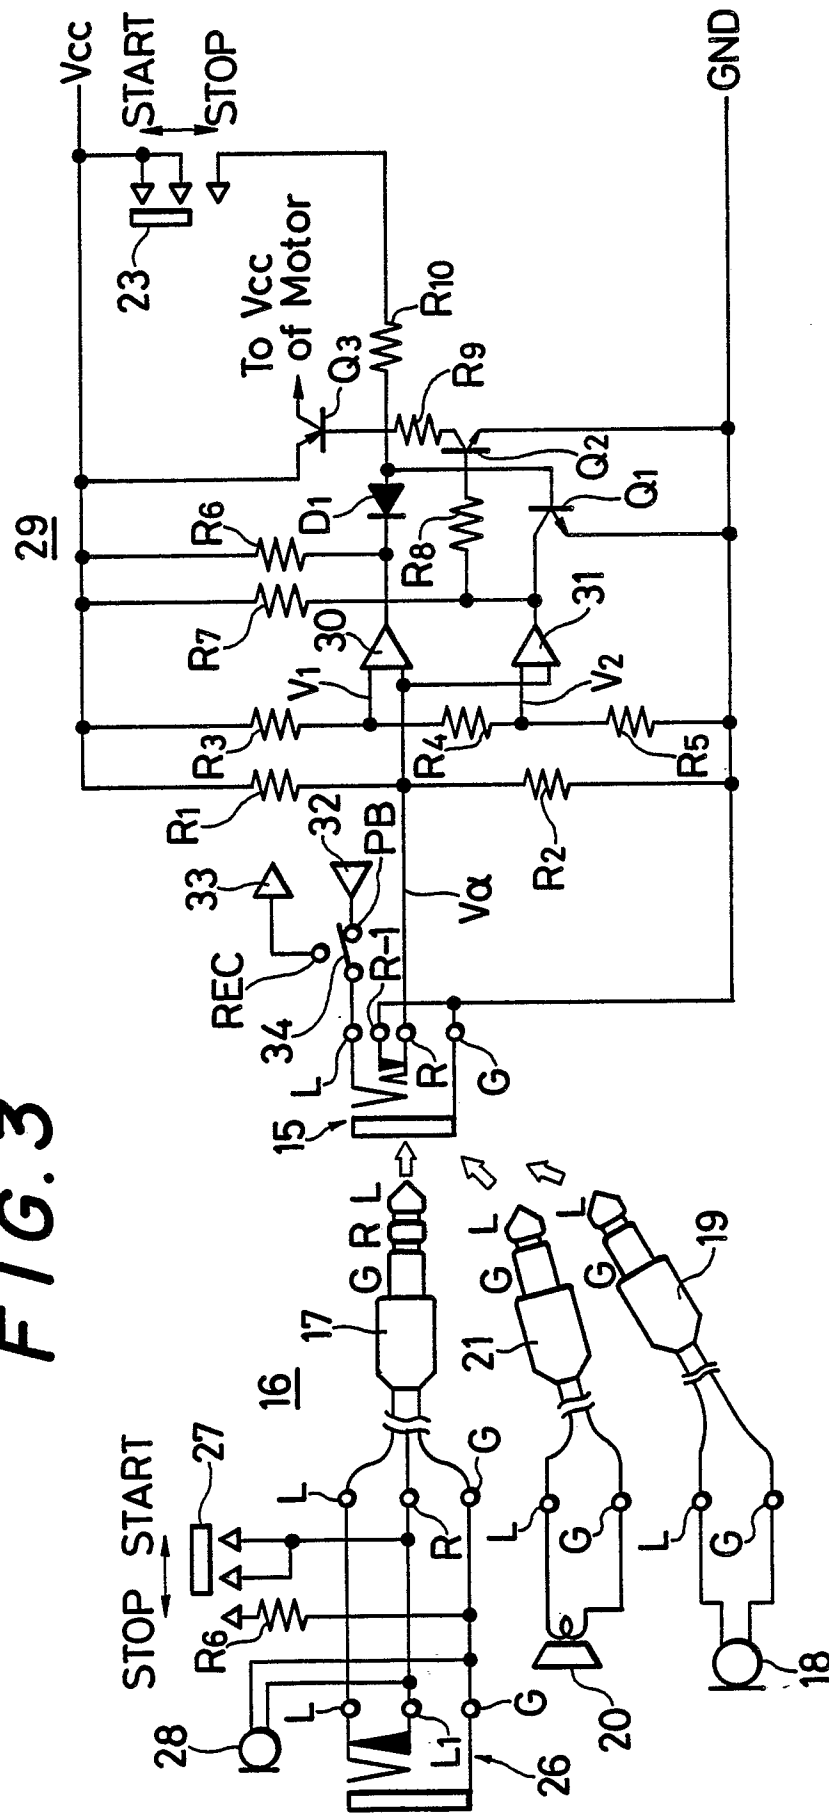 FIG. 3
29
Vcc
START
STOP
23
To Vcc
of Motor
Q3
R10
R9
Q2
Q1
GND
D1
R8
R6
R7
30
31
V1
V2
R3
R4
R5
R1
R2
33
REC
34
32
PB
Vα
L
R-1
R
G
15
16
17
G
R
L
21
G
L
19
G
L
STOP
START
27
R6
28
L
R
G
L
L1
G
26
L
G
20
L
G
18